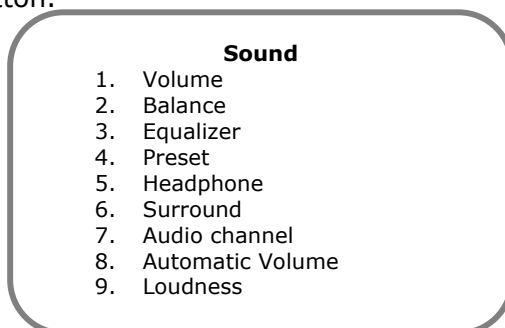 Sound
1. Volume
2. Balance
3. Equalizer
4. Preset
5. Headphone
6. Surround
7. Audio channel
8. Automatic Volume
9. Loudness